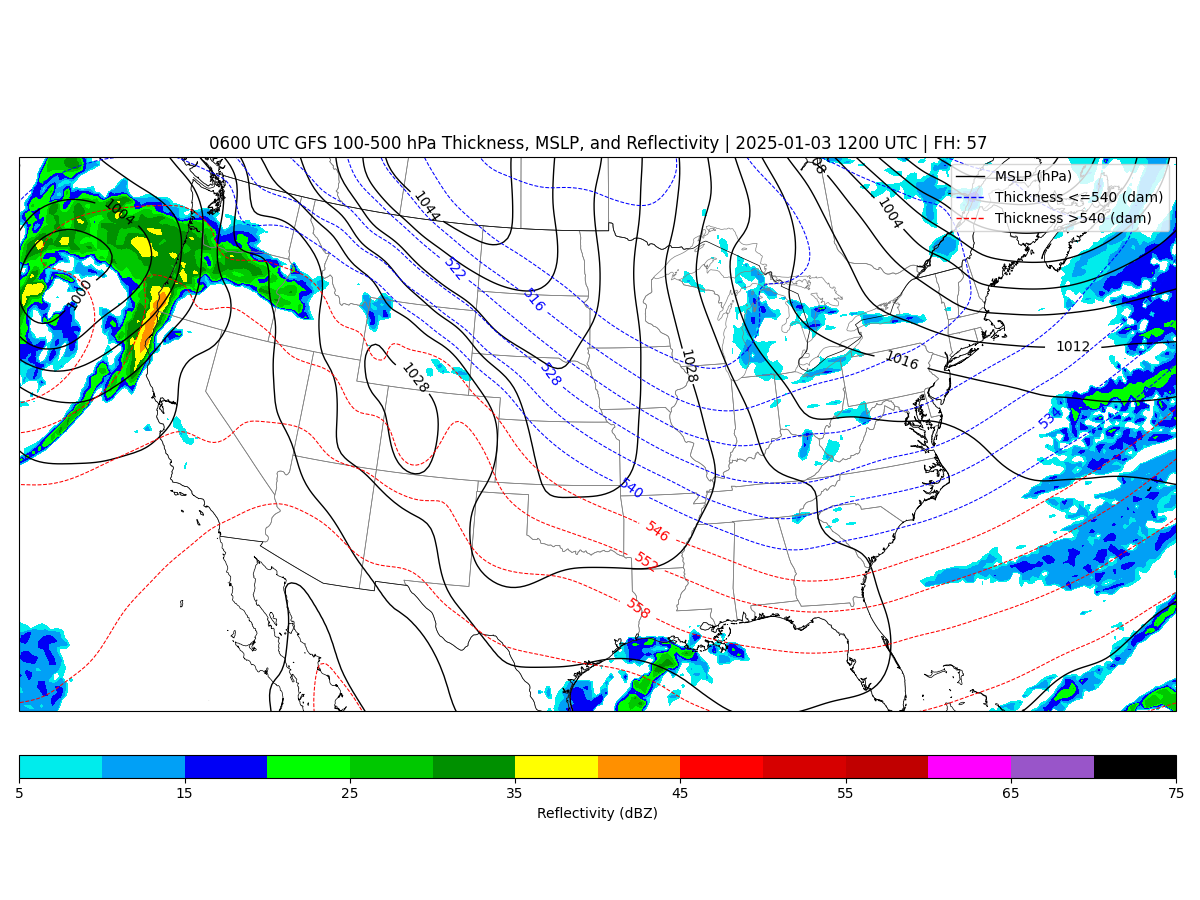 0600 UTC GFS 100-500 hPa Thickness, MSLP, and Reflectivity | 2025-01-03 1200 UTC | FH: 57
MSLP (hPa)
Thickness <=540 (dam)
Thickness >540 (dam)
1004
1044
1004
522
1000
516
1012
1016
1028
528
1028
534
540
546
552
558
5 15 25 35 45 55 65 75
Reflectivity (dBZ)